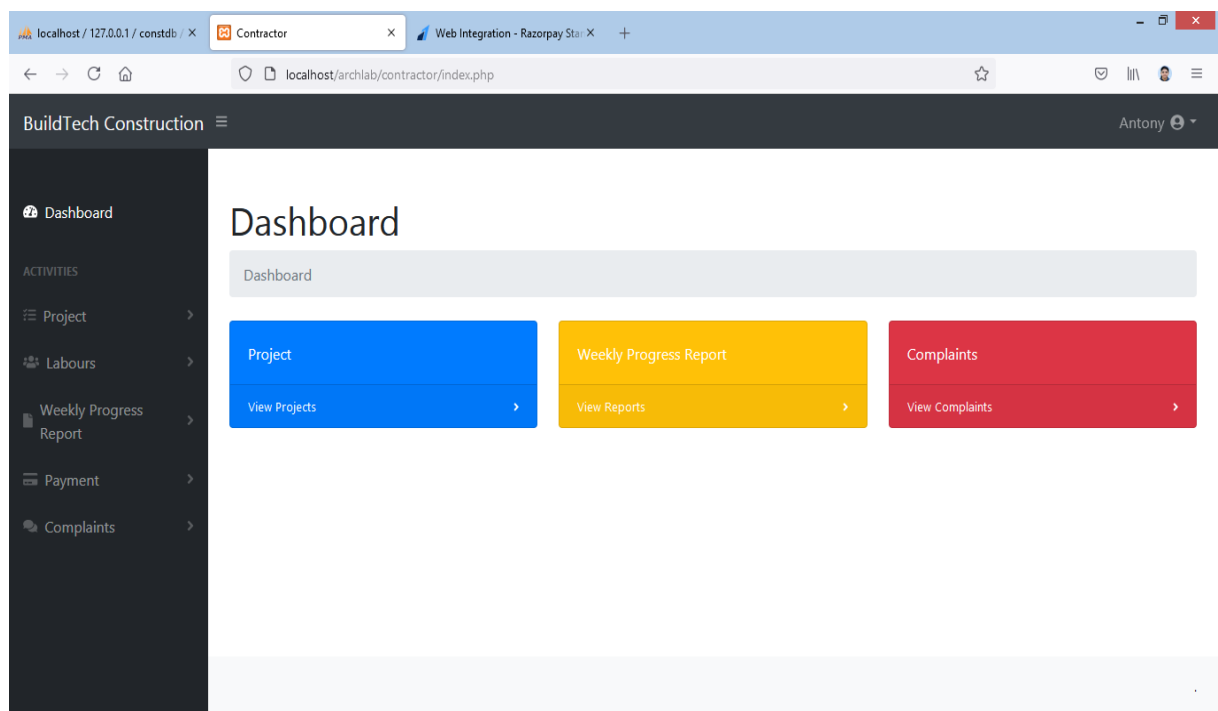 localhost / 127.0.0.1 / constdb /
Contractor
Web Integration - Razorpay Star
localhost/archlab/contractor/index.php
BuildTech Construction
Antony
Dashboard
ACTIVITIES
Project
Labours
Weekly Progress
Report
Payment
Complaints
Dashboard
Dashboard
Project
View Projects
Weekly Progress Report
View Reports
Complaints
View Complaints
.